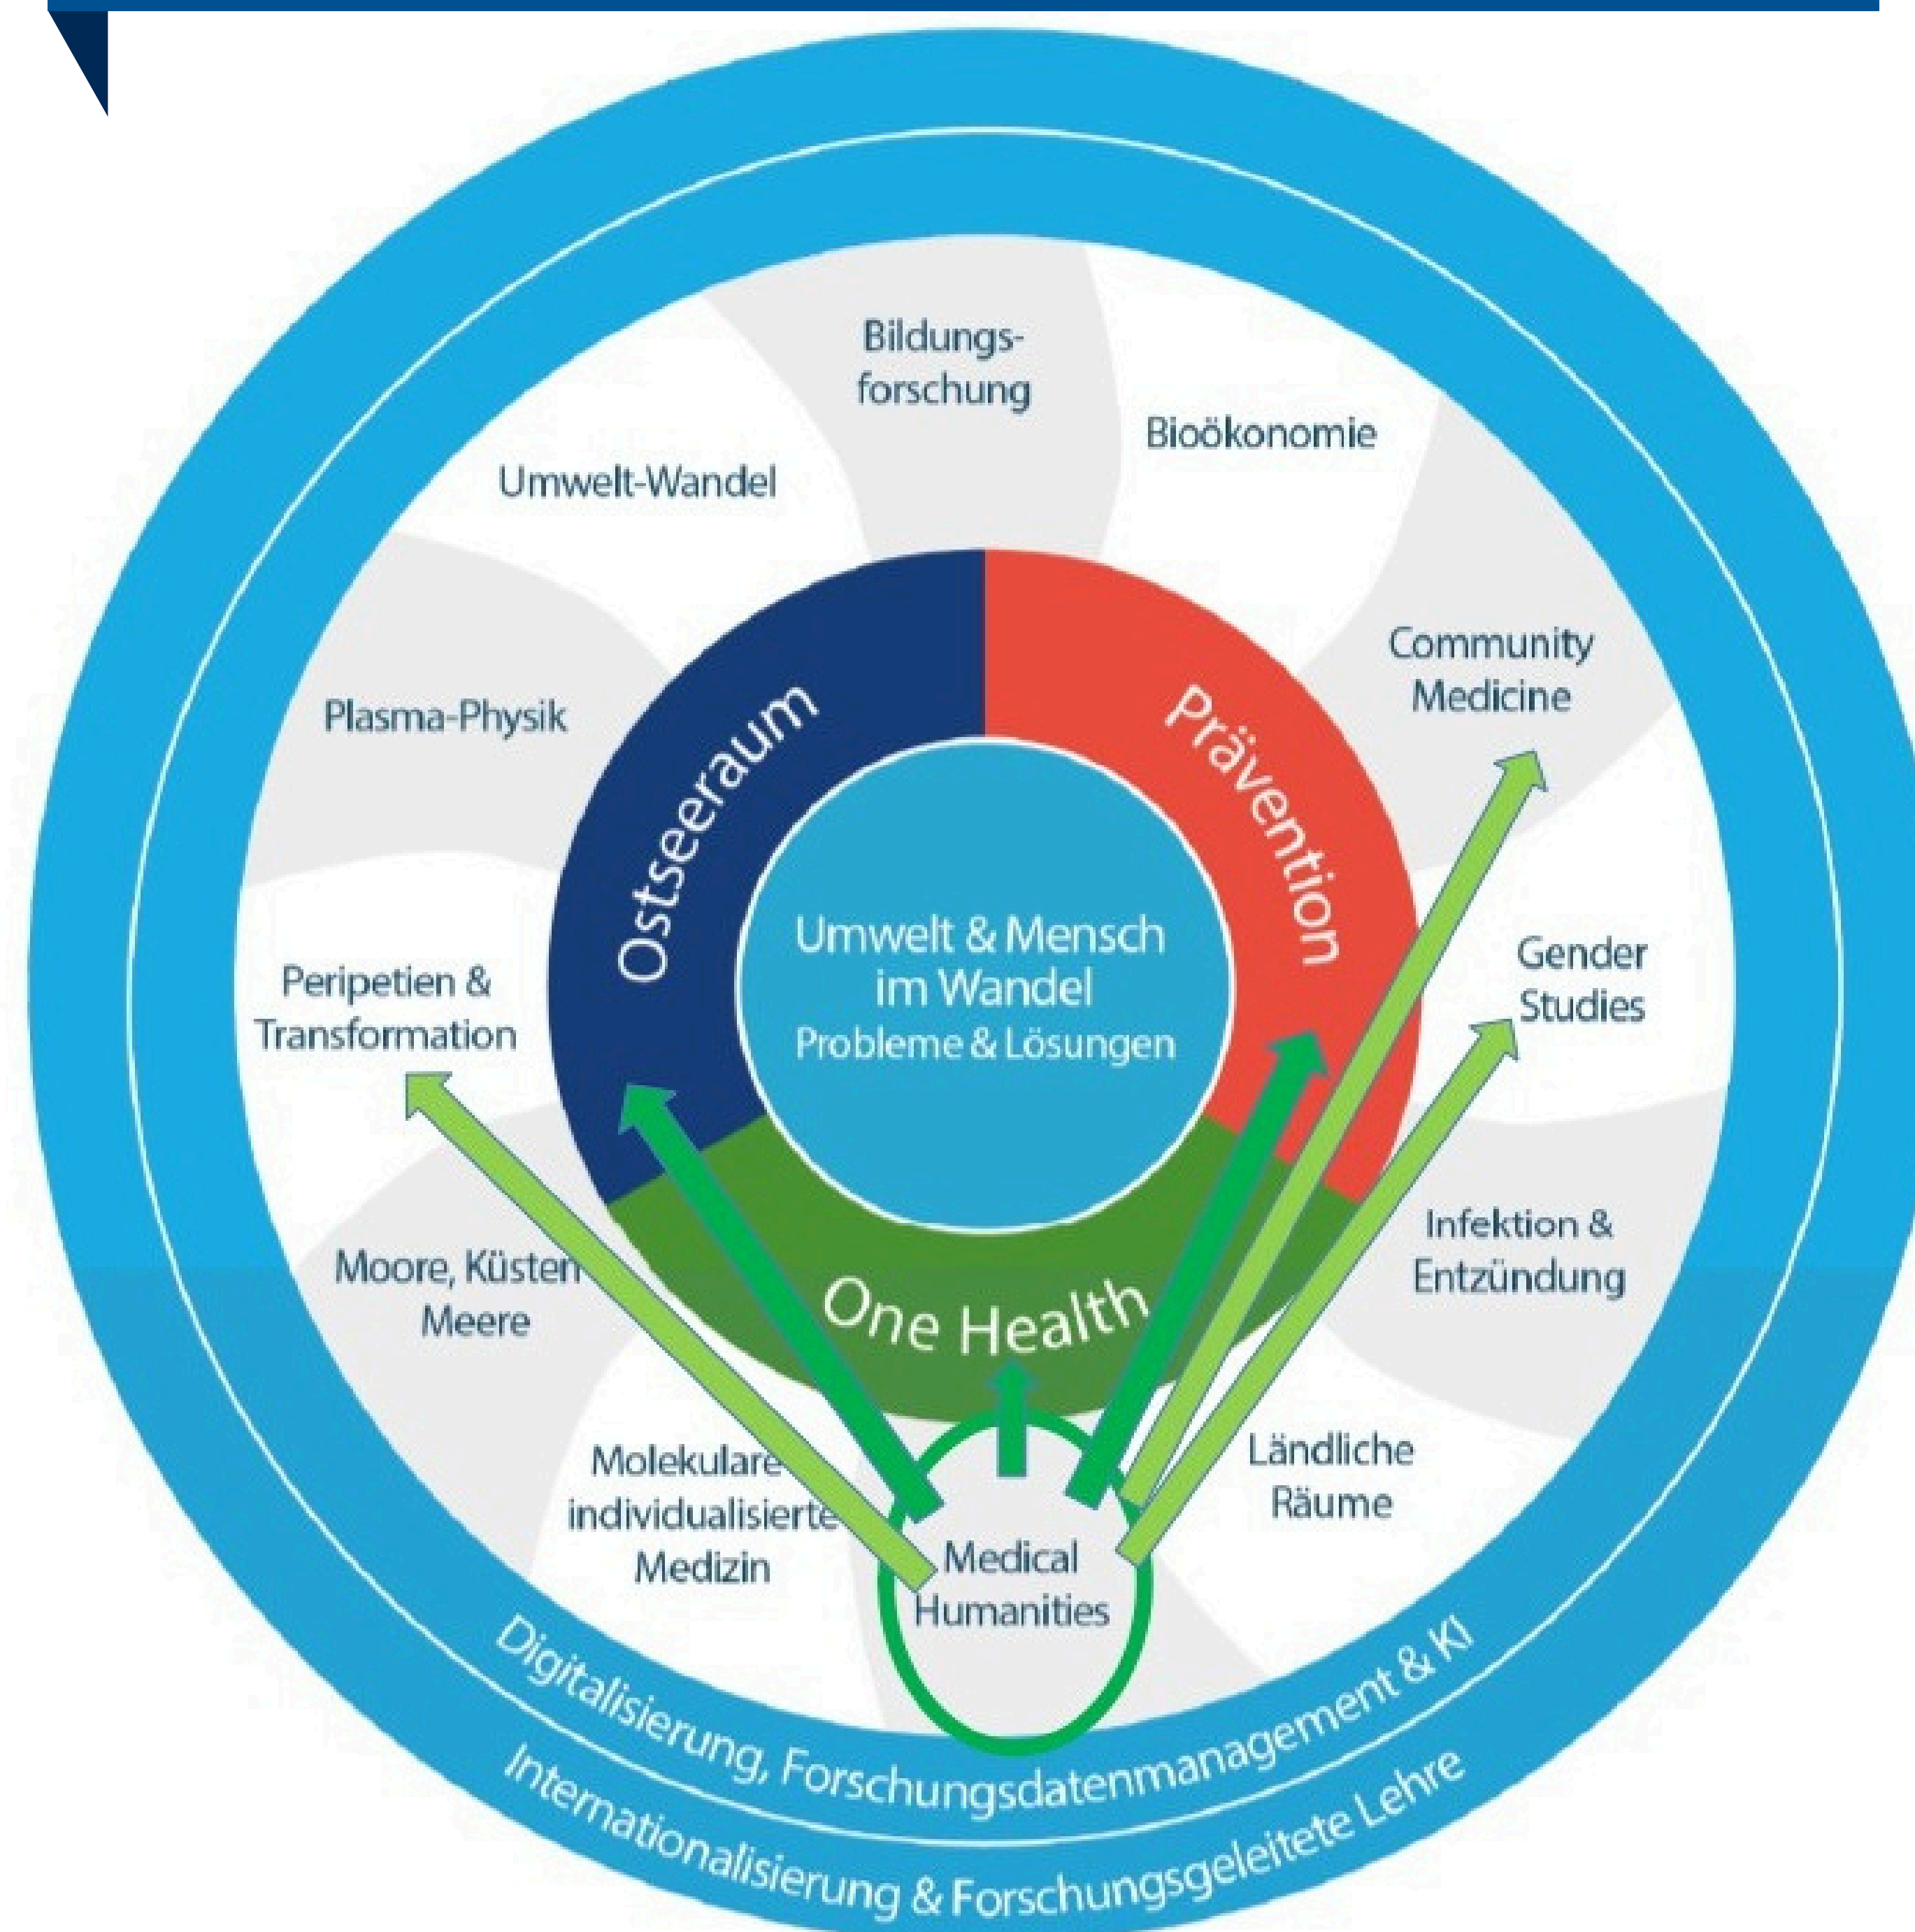 Bildungs-
forschung
Bioökonomie
Umwelt-Wandel
Community
Medicine
Plasma-Physik
Ostseeraum
Prävention
Umwelt & Mensch
im Wandel
Probleme & Lösungen
Gender
Studies
Peripetien &
Transformation
Infektion &
Entzündung
Moore, Küsten
Meere
One Health
Ländliche
Räume
Molekulare
individualisierte
Medizin
Medical
Humanities
Digitalisierung, Forschungsdatenmanagement & KI
Internationalisierung & Forschungsgeleitete Lehre